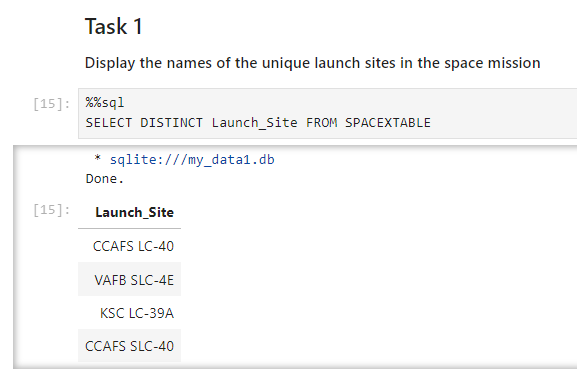 Task 1
Display the names of the unique launch sites in the space mission
[15]: %%sql
SELECT DISTINCT Launch_Site FROM SPACEXTABLE
* sqlite:///my_data1.db
Done.
[15]: Launch_Site
CCAFS LC-40
VAFB SLC-4E
KSC LC-39A
CCAFS SLC-40